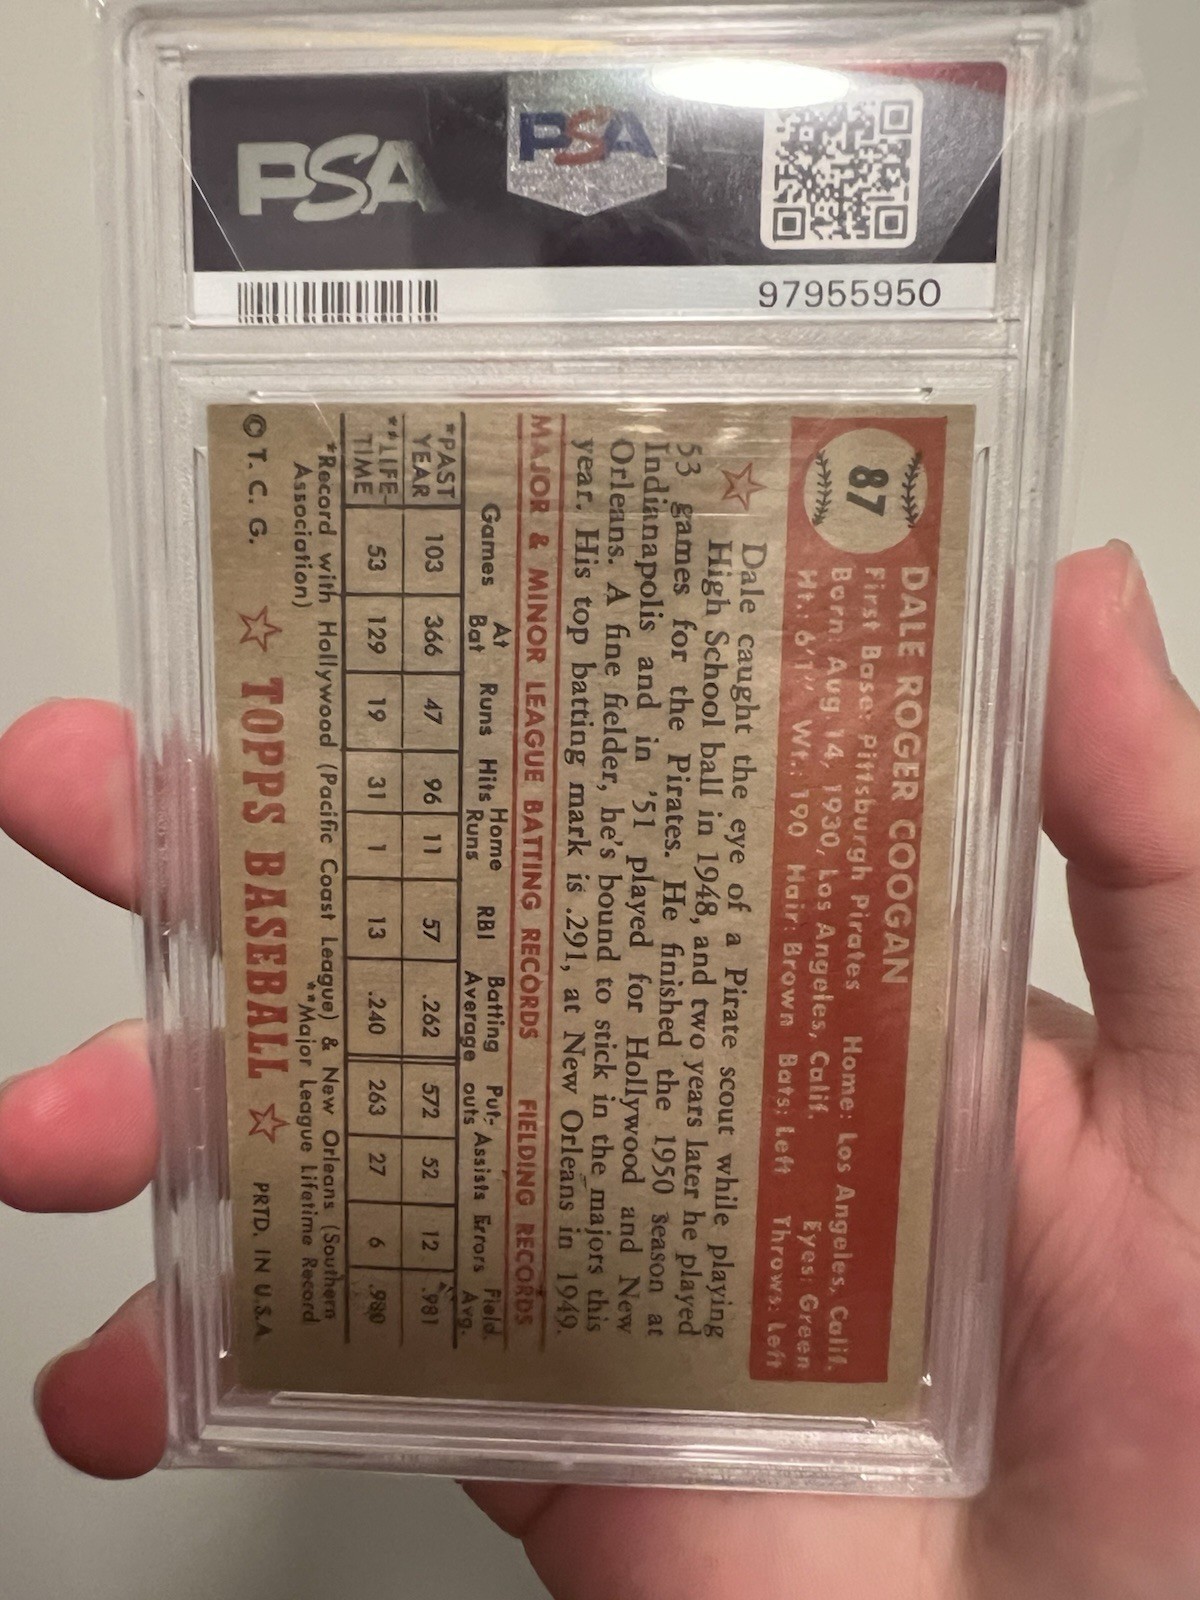 PSA
PSA
97955950
87
DALE ROGER COOGAN
First Base: Pittsburgh Pirates Home: Los Angeles, Calif.
Born: Aug. 14, 1930, Los Angeles, Calif. Eyes: Green
Ht.: 6'1" Wt.: 190 Hair: Brown Bats: Left Throws: Left
Dale caught the eye of a Pirate scout while playing
High School ball in 1948, and two years later he played
53 games for the Pirates. He finished the 1950 season at
Indianapolis and in '51 played for Hollywood and New
Orleans. A fine fielder, he's bound to stick in the majors this
year. His top batting mark is .291, at New Orleans in 1949.
MAJOR & MINOR LEAGUE BATTING RECORDS FIELDING RECORDS
Games At Bat Runs Hits Home Runs RBI Batting Average Put-outs Assists Errors Field. Avg.
*PAST YEAR 103 366 47 96 11 57 .262 572 52 12 .981
**LIFE-TIME 53 129 19 31 1 13 .240 263 27 6 .980
*Record with Hollywood (Pacific Coast League) & New Orleans (Southern
Association) **Major League Lifetime Record
© T. C. G. TOPPS BASEBALL PRTD. IN U.S.A